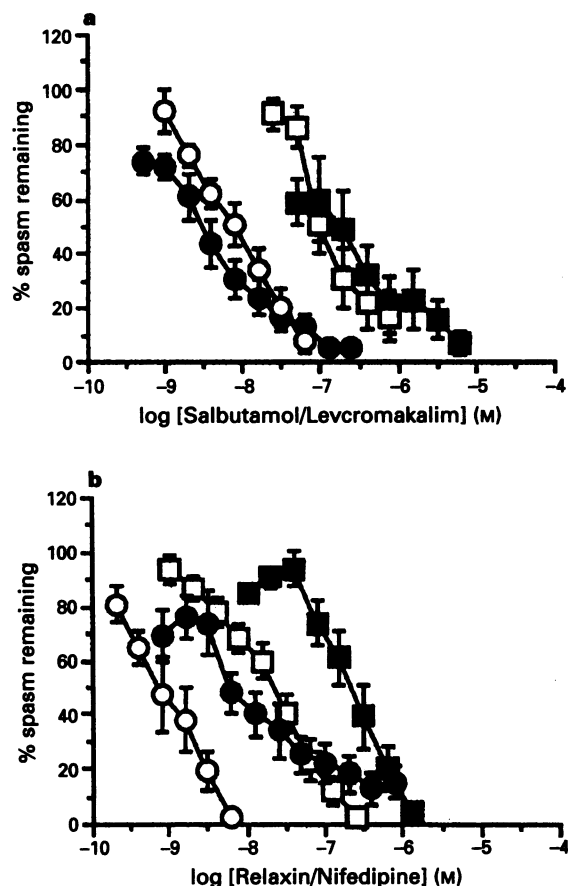 a
120
100
80
60
40
20
0
% spasm remaining
−10 −9 −8 −7 −6 −5 −4
log [Salbutamol/Levcromakalim] (M)
b
120
100
80
60
40
20
0
% spasm remaining
−10 −9 −8 −7 −6 −5 −4
log [Relaxin/Nifedipine] (M)